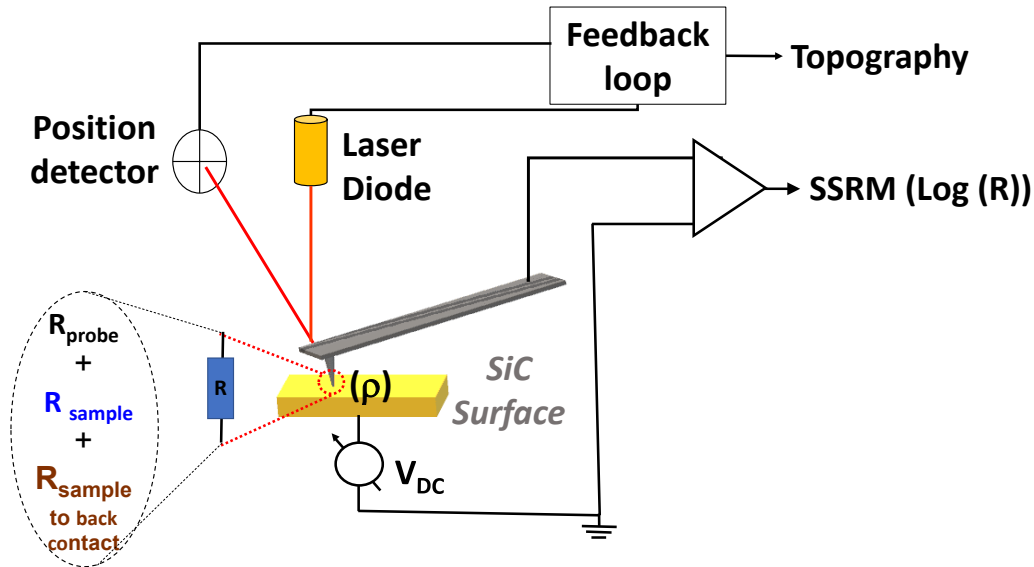 Feedback
loop
Topography
Position
detector
Laser
Diode
SSRM (Log (R))
R probe
+
R sample
+
R sample
to back
contact
R
(ρ)
SiC
Surface
V DC